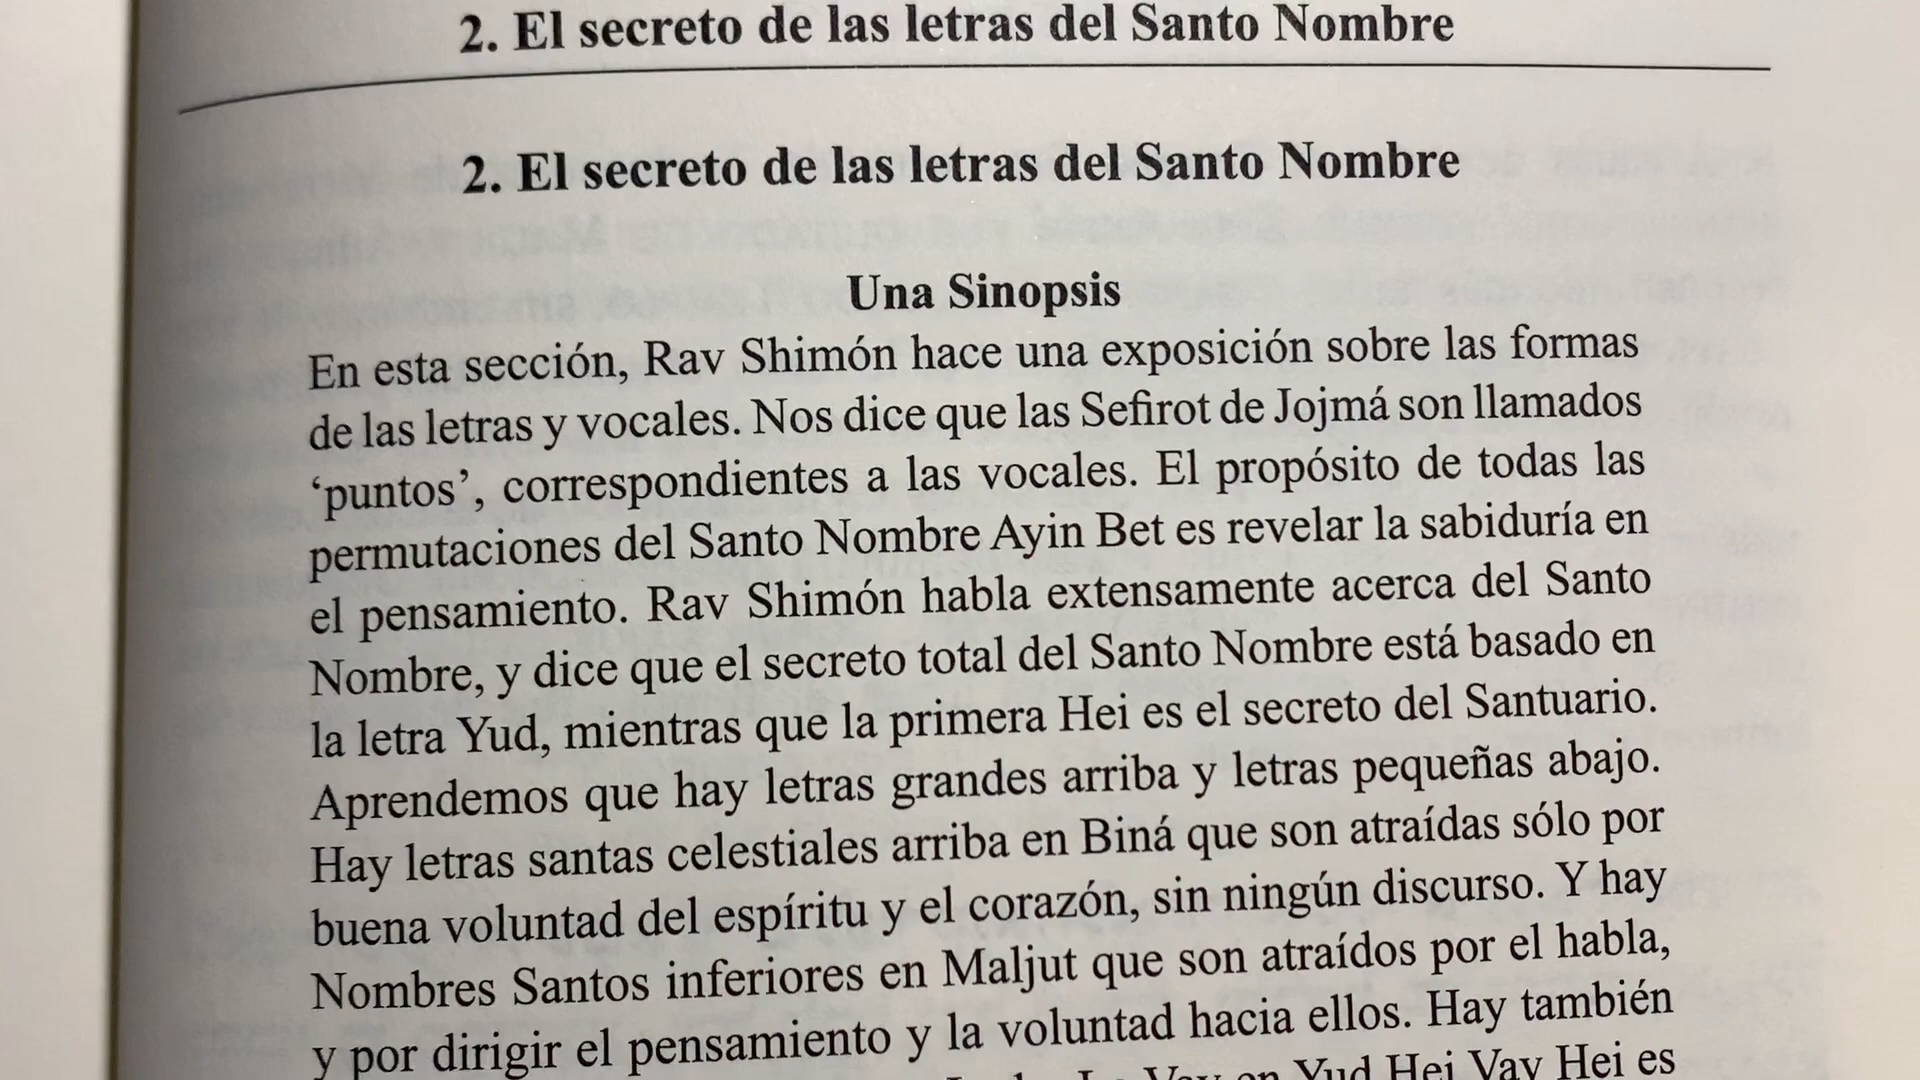 2. El secreto de las letras del Santo Nombre
2. El secreto de las letras del Santo Nombre
Una Sinopsis
En esta sección, Rav Shimón hace una exposición sobre las formas
de las letras y vocales. Nos dice que las Sefirot de Jojmá son llamados
‘puntos’, correspondientes a las vocales. El propósito de todas las
permutaciones del Santo Nombre Ayin Bet es revelar la sabiduría en
el pensamiento. Rav Shimón habla extensamente acerca del Santo
Nombre, y dice que el secreto total del Santo Nombre está basado en
la letra Yud, mientras que la primera Hei es el secreto del Santuario.
Aprendemos que hay letras grandes arriba y letras pequeñas abajo.
Hay letras santas celestiales arriba en Biná que son atraídas sólo por
buena voluntad del espíritu y el corazón, sin ningún discurso. Y hay
Nombres Santos inferiores en Maljut que son atraídos por el habla,
y por dirigir el pensamiento y la voluntad hacia ellos. Hay también
Yud Hei Vav Hei es